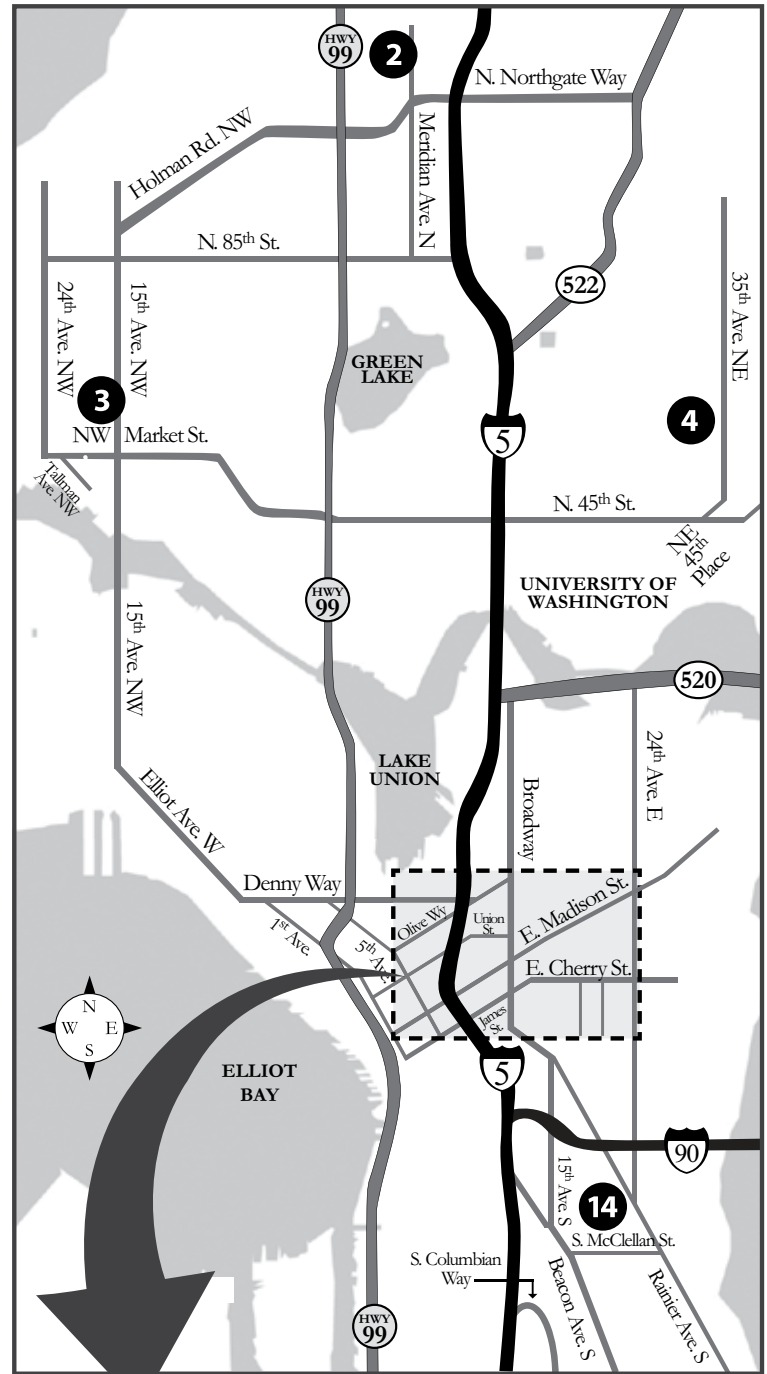 HWY
99
2
N. Northgate Way
Holman Rd. NW
Meridian Ave. N
N. 85th St.
522
24th Ave. NW
15th Ave. NW
35th Ave. NE
GREEN
LAKE
3
4
NW Market St.
5
Tallman
Ave. NW
N. 45th St.
NE
45th
Place
UNIVERSITY OF
WASHINGTON
HWY
99
15th Ave. NW
520
24th Ave. E
LAKE
UNION
Broadway
Elliot Ave. W
Denny Way
1st Ave.
5th Ave.
Olive Wy
Union
St.
E. Madison St.
E. Cherry St.
James
St.
N
W E
S
ELLIOT
BAY
5
90
15th Ave. S
14
S. McClellan St.
S. Columbian
Way
Beacon Ave. S
Rainier Ave. S
HWY
99